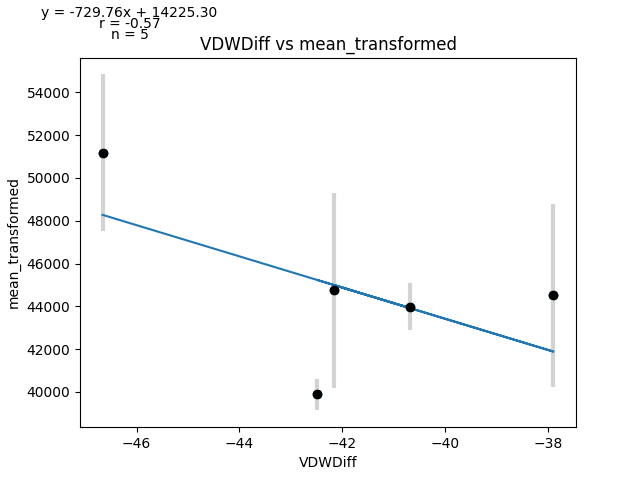 y = -729.76x + 14225.30
r = -0.57
n = 5
VDWDiff vs mean_transformed
54000
52000
50000
48000
46000
44000
42000
40000
mean_transformed
−46
−44
−42
−40
−38
VDWDiff